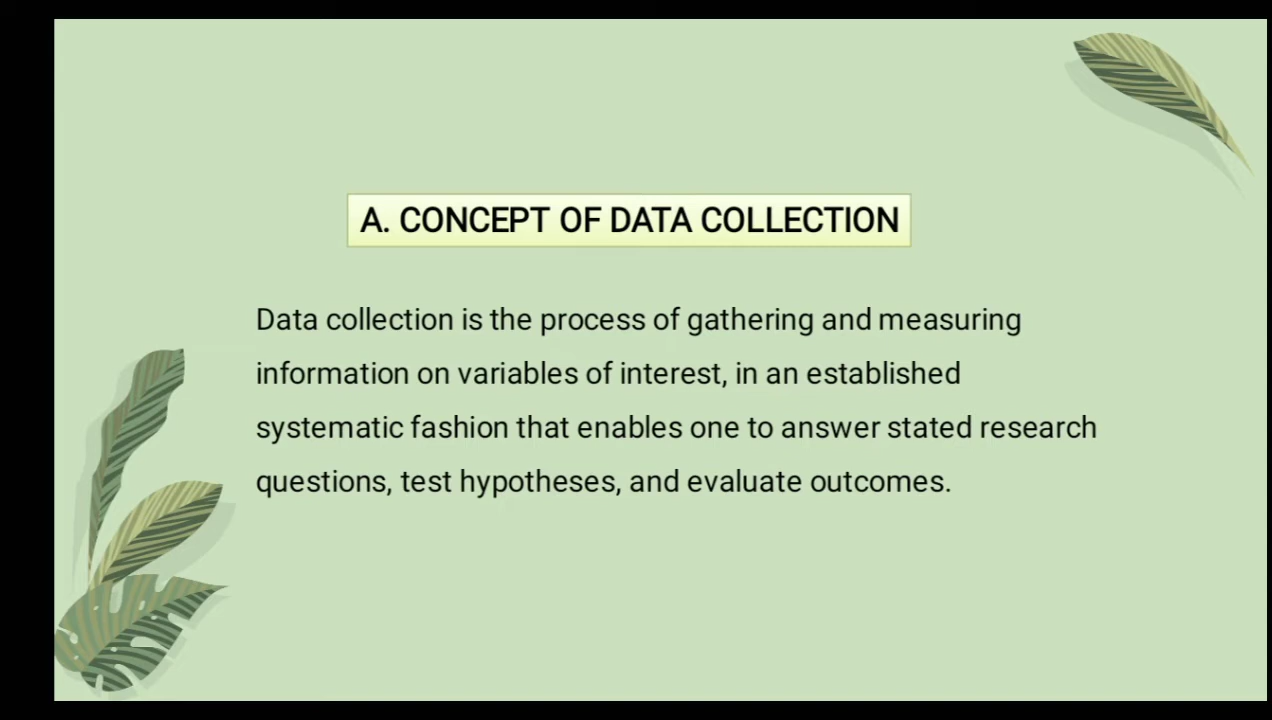 A. CONCEPT OF DATA COLLECTION
Data collection is the process of gathering and measuring
information on variables of interest, in an established
systematic fashion that enables one to answer stated research
questions, test hypotheses, and evaluate outcomes.